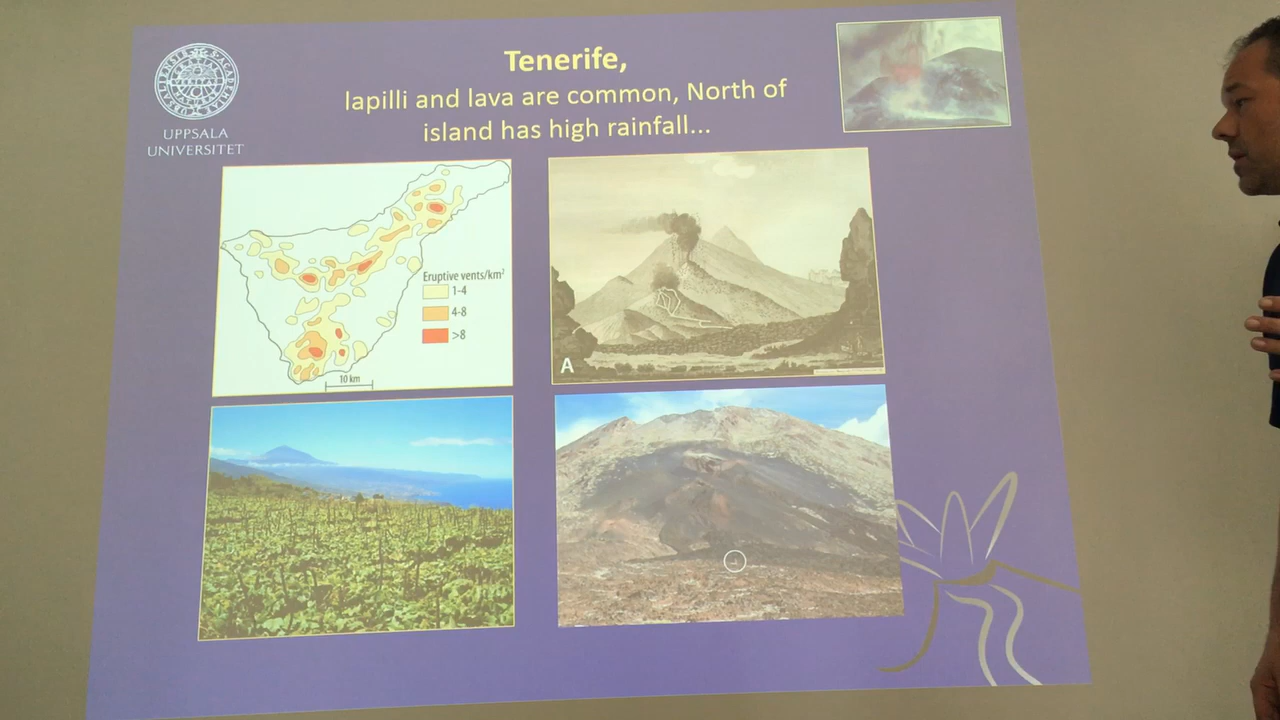 UPPSALA
UNIVERSITET
Tenerife,
lapilli and lava are common, North of
island has high rainfall...
Eruptive vents/km²
1-4
4-8
>8
10 km
A